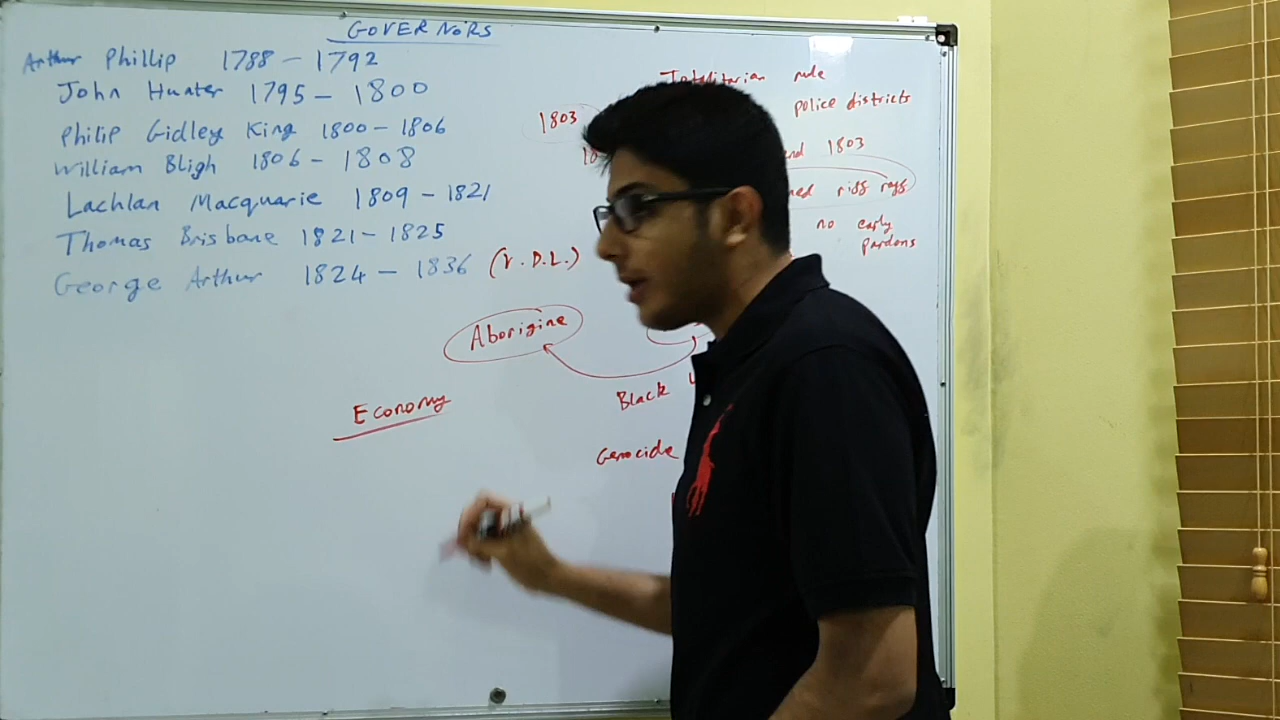 GOVERNORS
Arthur Phillip 1788 – 1792
John Hunter 1795 – 1800
Philip Gidley King 1800 – 1806
William Bligh 1806 – 1808
Lachlan Macquarie 1809 – 1821
Thomas Brisbane 1821 – 1825
George Arthur 1824 – 1836 (V.D.L.)
Totalitarian rule
police districts
1803
1803
riff raff
no early
pardons
Aborigine
Black
Genocide
Economy